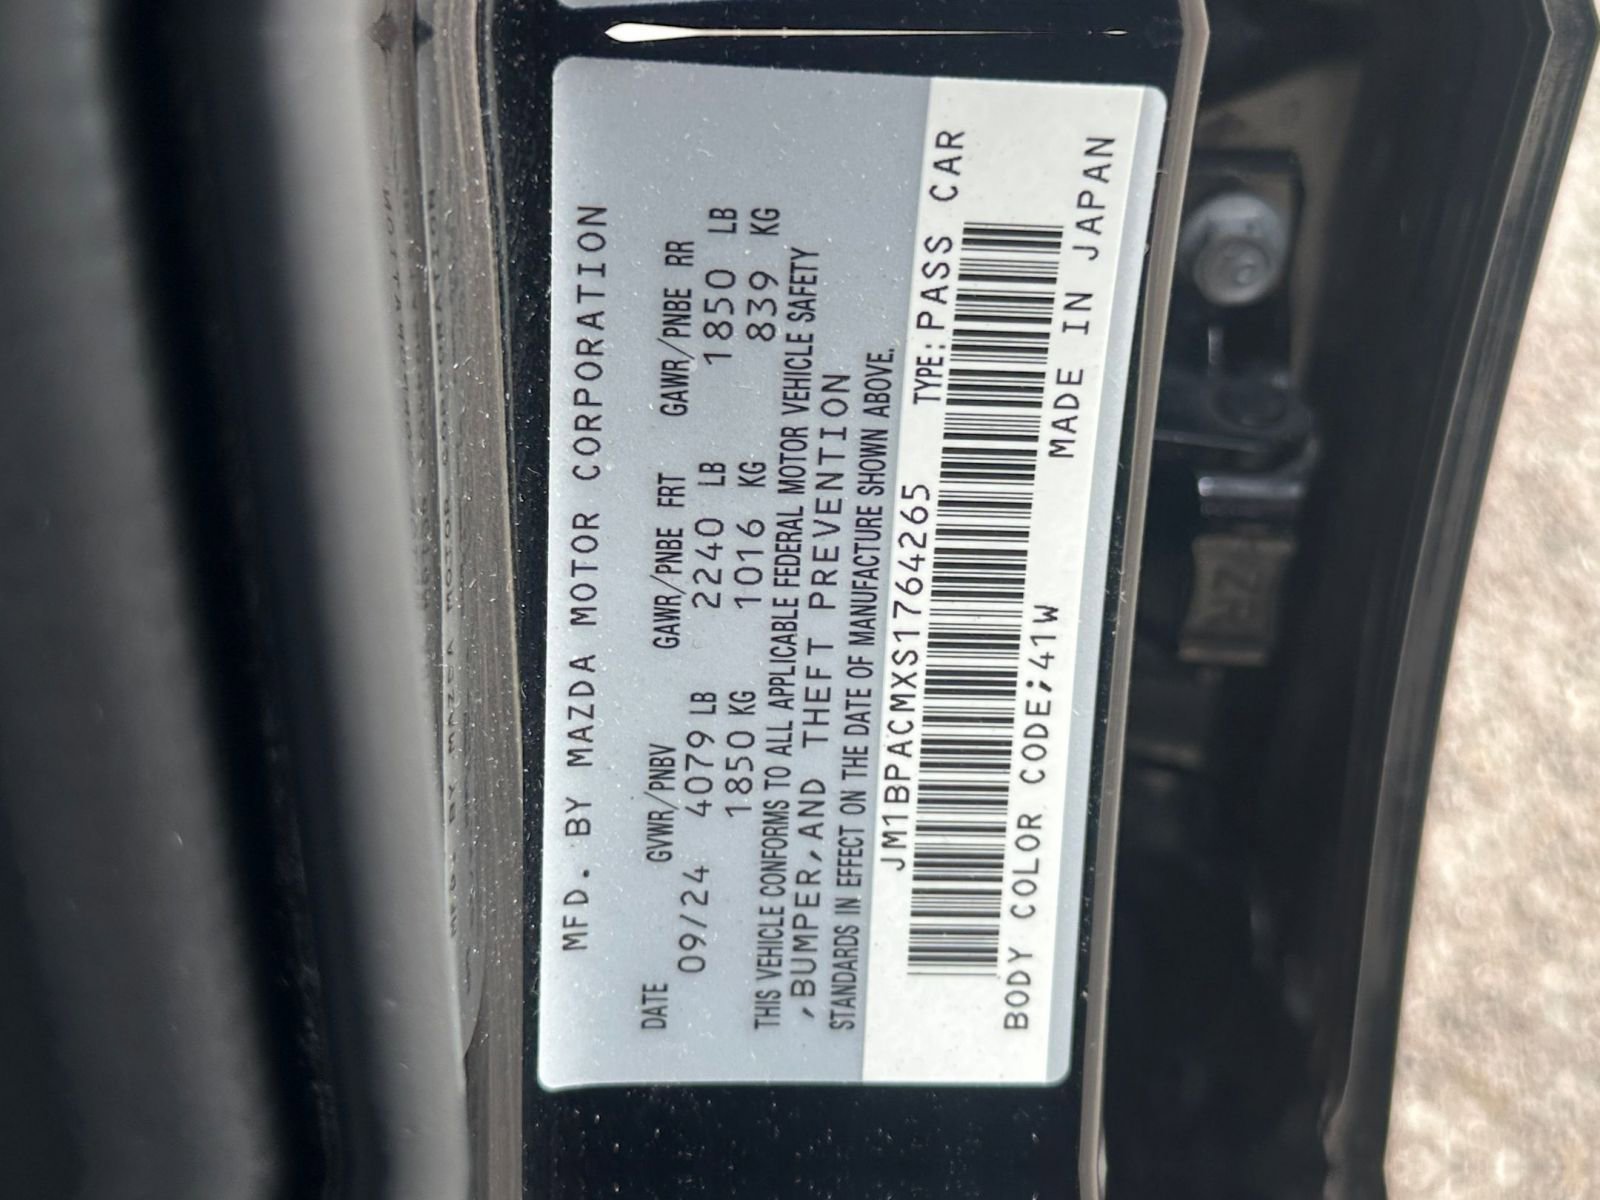 MFD. BY MAZDA MOTOR CORPORATION
DATE GVWR/PNBV GAWR/PNBE FRT GAWR/PNBE RR
09/24 4079 LB 2240 LB 1850 LB
1850 KG 1016 KG 839 KG
THIS VEHICLE CONFORMS TO ALL APPLICABLE FEDERAL MOTOR VEHICLE SAFETY
,BUMPER,AND THEFT PREVENTION
STANDARDS IN EFFECT ON THE DATE OF MANUFACTURE SHOWN ABOVE.
JM1BPACMXS1764265 TYPE:PASS CAR
BODY COLOR CODE;41W MADE IN JAPAN